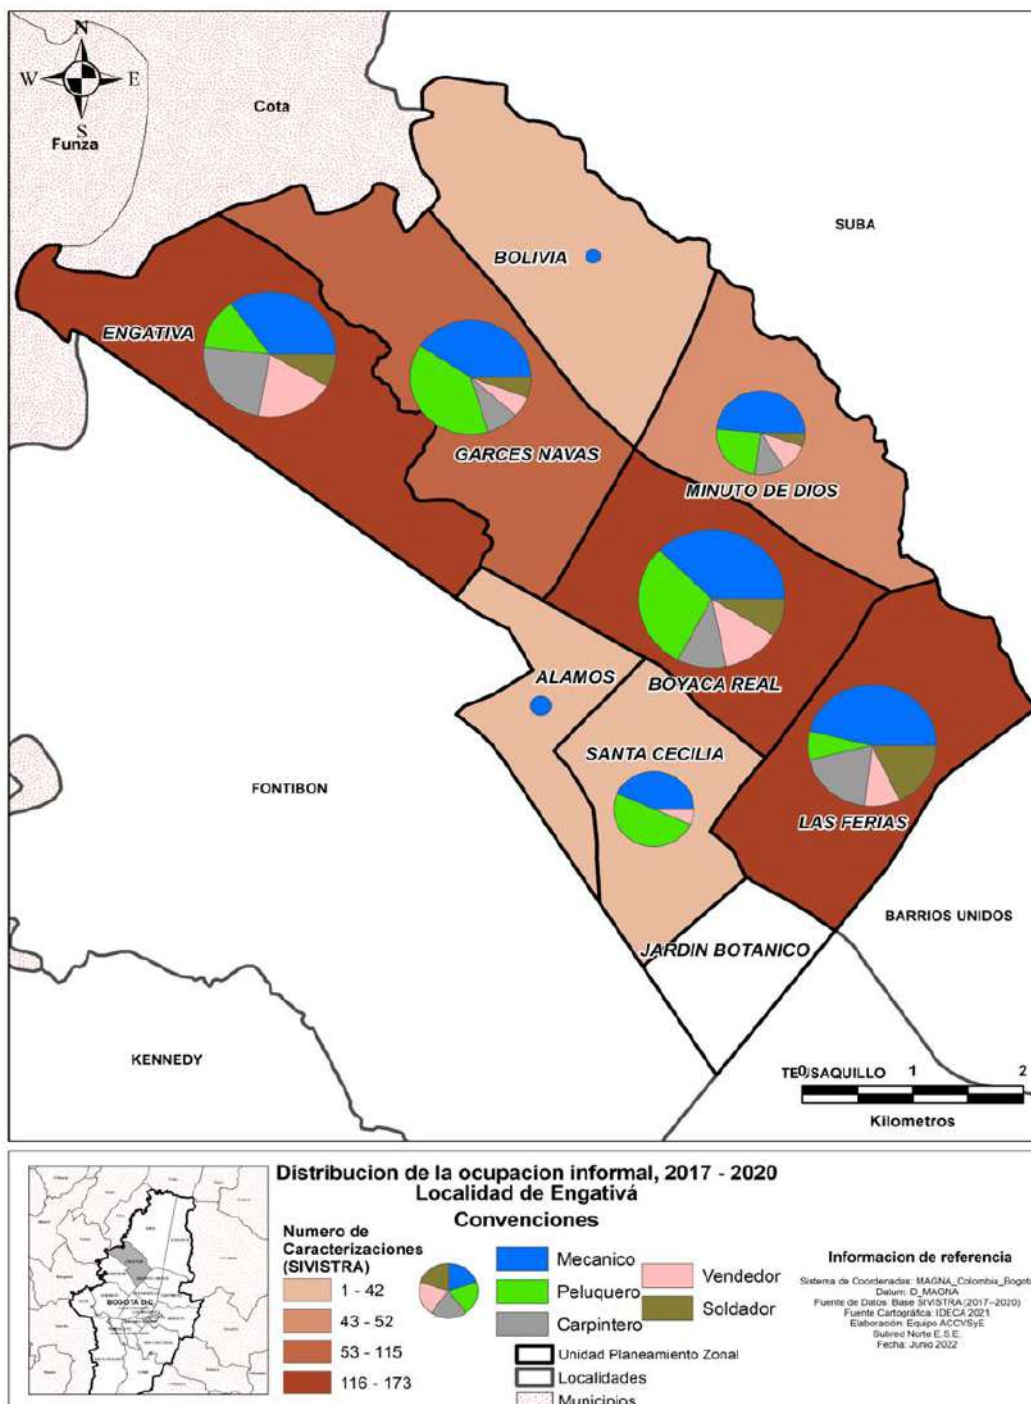 N
W E
S
Cota
Funza
SUBA
BOLIVIA
ENGATIVA
GARCES NAVAS
MINUTO DE DIOS
ALAMOS
BOYACA REAL
SANTA CECILIA
FONTIBON
LAS FERIAS
BARRIOS UNIDOS
JARDIN BOTANICO
KENNEDY
TEUSAQUILLO
0 1 2
Kilometros
Distribucion de la ocupacion informal, 2017 - 2020
Localidad de Engativá
Convenciones
Numero de
Caracterizaciones
(SIVISTRA)
1 - 42
43 - 52
53 - 115
116 - 173
Mecanico
Peluquero
Carpintero
Vendedor
Soldador
Unidad Planeamiento Zonal
Localidades
Municipios
Informacion de referencia
Sistema de Coordenadas: MAGNA_Colombia_Bogota
Datum: D_MAGNA
Fuente de Datos: Base SIVISTRA (2017-2020)
Fuente Cartográfica: IDECA 2021
Elaboración: Equipo ACCVSyE
Subred Norte E.S.E.
Fecha: Junio 2022
BOGOTA D.C.